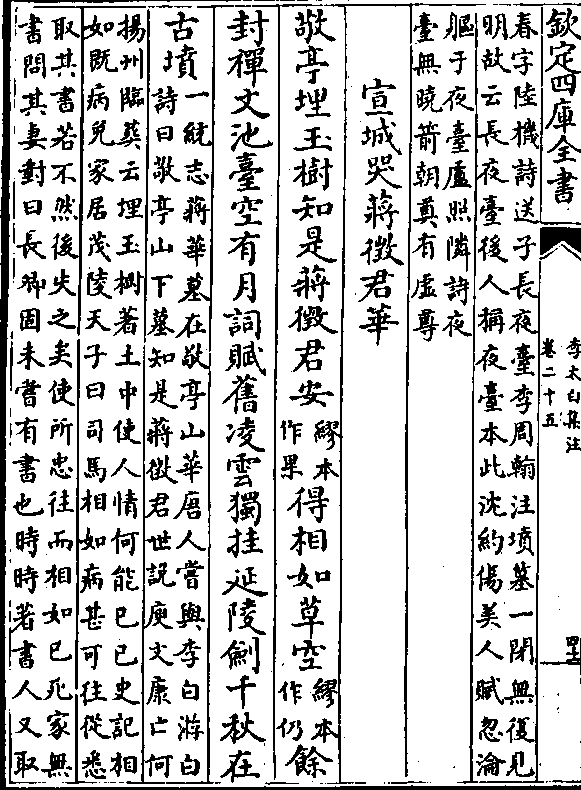 欽定四庫全書
李太白集注
卷二十五
四十一
春字陸機詩送子長夜臺李周翰注墳墓一閉無復見
明故云長夜臺後人稱夜臺本此沈約傷美人賦忽淪
軀于夜臺盧照隣詩夜
臺無曉箭朝奠有虛尊
宣城哭蔣徵君華
敬亭埋玉樹知是蔣徵君安
繆本
作果
得相如草空
繆本
作仍
餘
封禪文池臺空有月詞賦舊凌雲獨挂延陵劒千秋在
古墳
一統志蔣華墓在敬亭山華唐人嘗與李白游白
詩曰敬亭山下墓知是蔣徵君世説庾文康亡何
揚州臨葬云埋玉樹著土中使人情何能已已史記相
如既病免家居茂陵天子曰司馬相如病甚可往從悉
取其書若不然後失之矣使所忠往而相如已死家無
書問其妻對曰長卿固未嘗有書也時時著書人又取